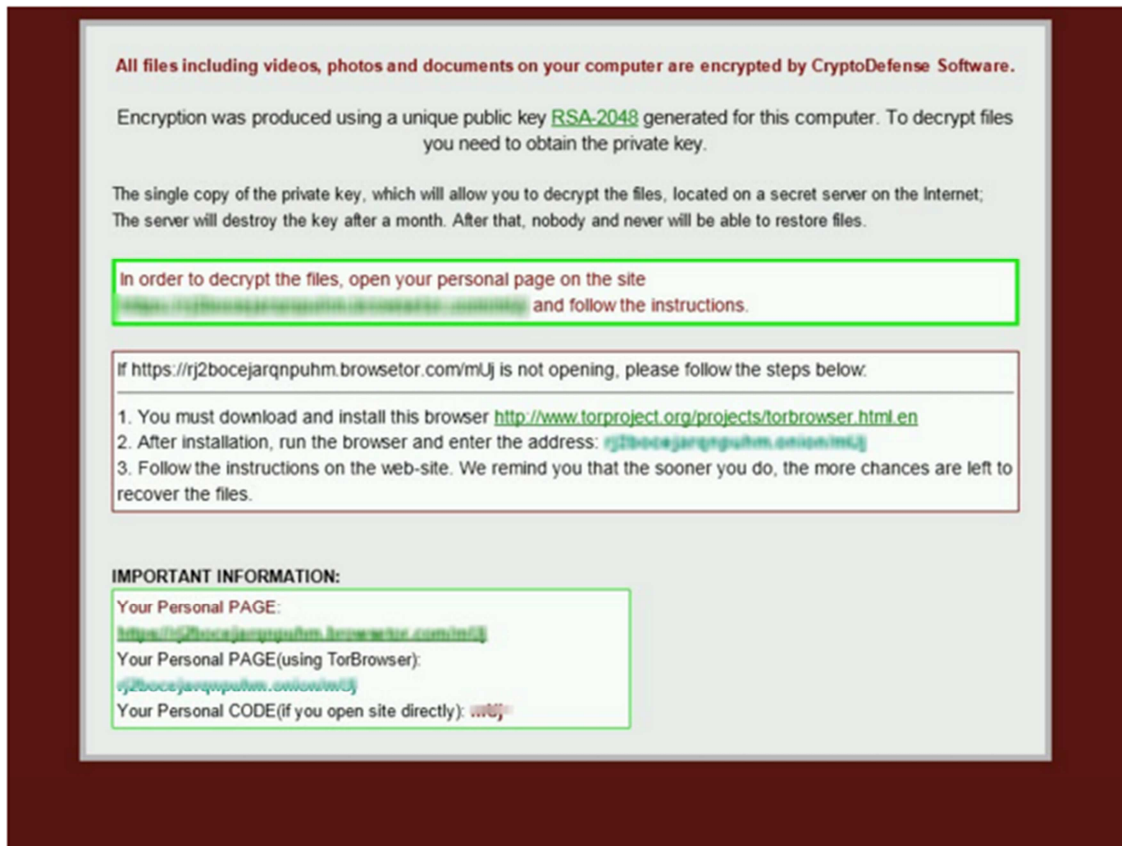 All files including videos, photos and documents on your computer are encrypted by CryptoDefense Software.
Encryption was produced using a unique public key RSA-2048 generated for this computer. To decrypt files
you need to obtain the private key.
The single copy of the private key, which will allow you to decrypt the files, located on a secret server on the Internet;
The server will destroy the key after a month. After that, nobody and never will be able to restore files.
In order to decrypt the files, open your personal page on the site
and follow the instructions.
If https://rj2bocejarqnpuhm.browsetor.com/mUj is not opening, please follow the steps below:
1. You must download and install this browser http://www.torproject.org/projects/torbrowser.html.en
2. After installation, run the browser and enter the address:
3. Follow the instructions on the web-site. We remind you that the sooner you do, the more chances are left to
recover the files.
IMPORTANT INFORMATION:
Your Personal PAGE:
Your Personal PAGE(using TorBrowser):
Your Personal CODE(if you open site directly):